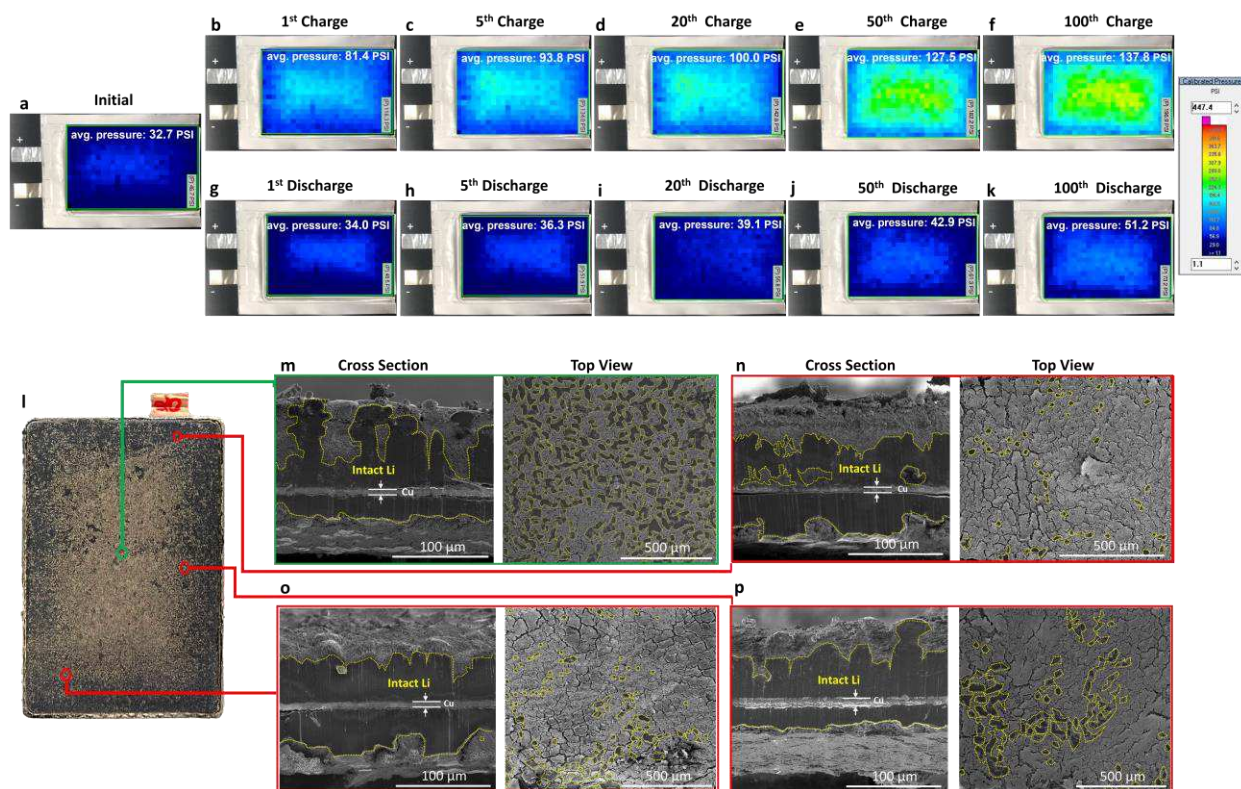 b 1st Charge
c 5th Charge
d 20th Charge
e 50th Charge
f 100th Charge
avg. pressure: 81.4 PSI
avg. pressure: 93.8 PSI
avg. pressure: 100.0 PSI
avg. pressure: 127.5 PSI
avg. pressure: 137.8 PSI
+
-
+
-
+
-
+
-
+
-
a Initial
avg. pressure: 32.7 PSI
+
-
Calibrated Pressure
PSI
447.4
1.1
g 1st Discharge
h 5th Discharge
i 20th Discharge
j 50th Discharge
k 100th Discharge
avg. pressure: 34.0 PSI
avg. pressure: 36.3 PSI
avg. pressure: 39.1 PSI
avg. pressure: 42.9 PSI
avg. pressure: 51.2 PSI
+
-
+
-
+
-
+
-
+
-
l
m Cross Section Top View
Intact Li
Cu
100 μm
500 μm
n Cross Section Top View
Intact Li
Cu
100 μm
500 μm
o
Intact Li
Cu
100 μm
500 μm
p
Intact Li
Cu
100 μm
500 μm